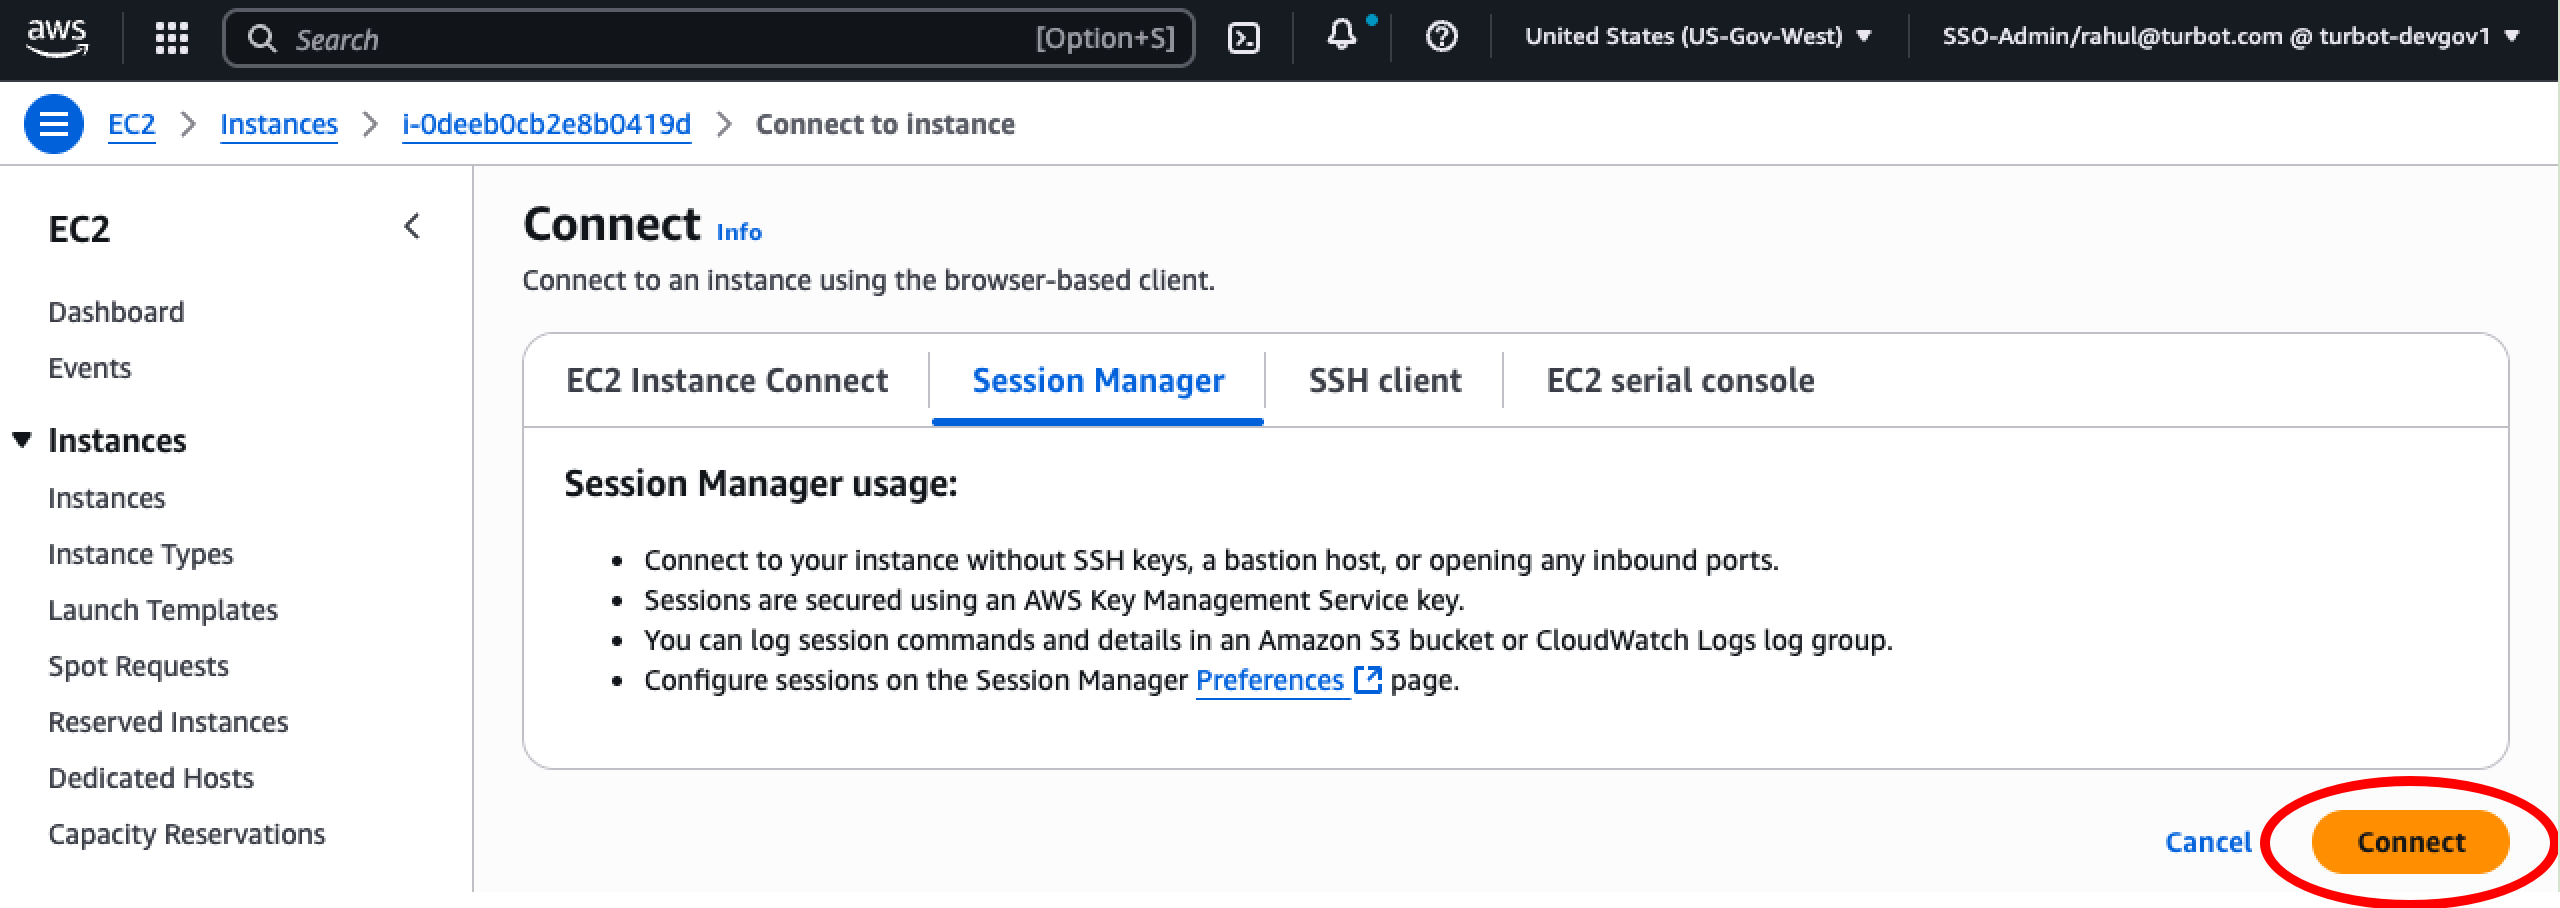 aws
Search [Option+S]
United States (US-Gov-West)
SSO-Admin/rahul@turbot.com @ turbot-devgov1
EC2 Instances i-0deeb0cb2e8b0419d Connect to instance
EC2
Dashboard
Events
Instances
Instances
Instance Types
Launch Templates
Spot Requests
Reserved Instances
Dedicated Hosts
Capacity Reservations
Connect Info
Connect to an instance using the browser-based client.
EC2 Instance Connect Session Manager SSH client EC2 serial console
Session Manager usage:
• Connect to your instance without SSH keys, a bastion host, or opening any inbound ports.
• Sessions are secured using an AWS Key Management Service key.
• You can log session commands and details in an Amazon S3 bucket or CloudWatch Logs log group.
• Configure sessions on the Session Manager Preferences page.
Cancel Connect